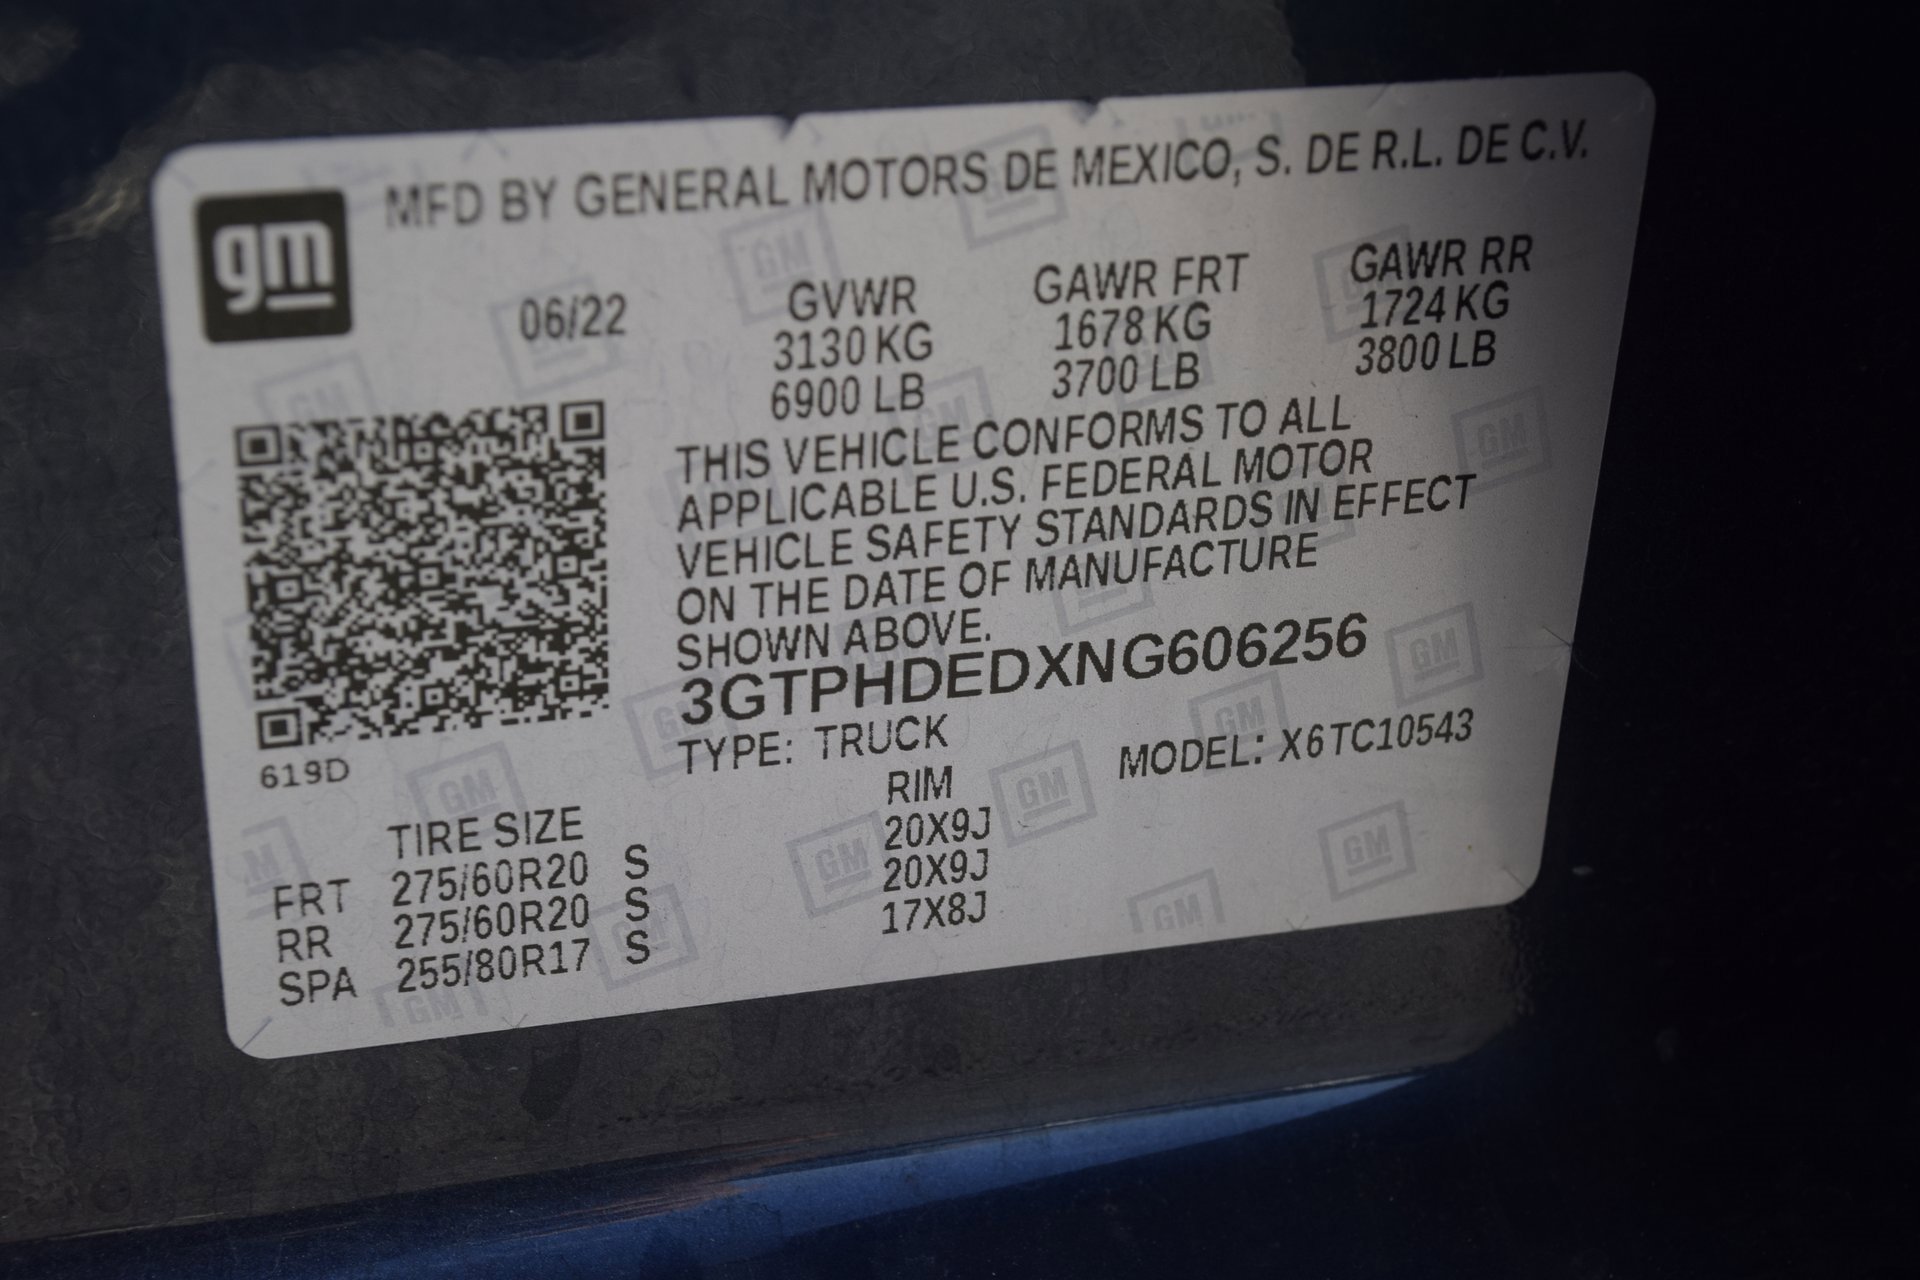 gm
MFD BY GENERAL MOTORS DE MEXICO, S. DE R.L. DE C.V.
06/22 GVWR GAWR FRT GAWR RR
3130 KG 1678 KG 1724 KG
6900 LB 3700 LB 3800 LB
THIS VEHICLE CONFORMS TO ALL
APPLICABLE U.S. FEDERAL MOTOR
VEHICLE SAFETY STANDARDS IN EFFECT
ON THE DATE OF MANUFACTURE
SHOWN ABOVE.
3GTPHDEDXNG606256
TYPE: TRUCK MODEL: X6TC10543
619D
TIRE SIZE RIM
FRT 275/60R20 S 20X9J
RR 275/60R20 S 20X9J
SPA 255/80R17 S 17X8J